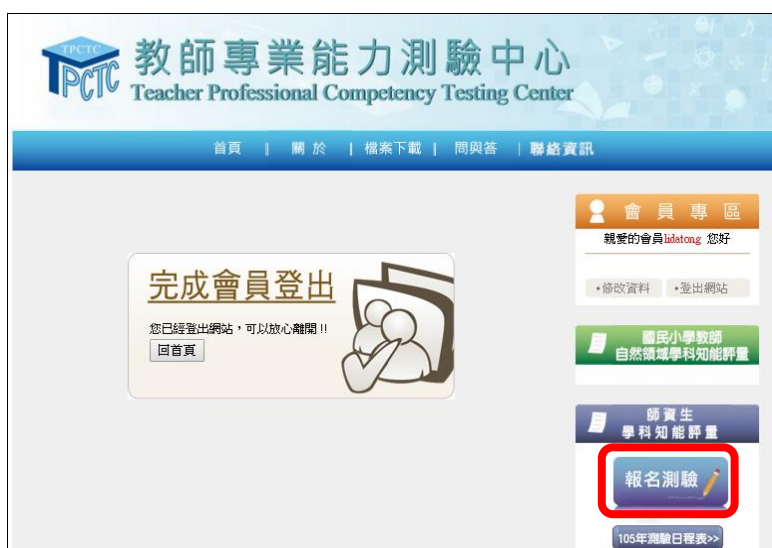 TPCTC
TPCTC
教師專業能力測驗中心
Teacher Professional Competency Testing Center
首頁 | 關於 | 檔案下載 | 問與答 | 聯絡資訊
會員專區
親愛的會員lidatong 您好
•修改資料 •登出網站
完成會員登出
您已經登出網站，可以放心離開!!
回首頁
國民小學教師
自然領域學科知能評量
師資生
學科知能評量
報名測驗
105年測驗日程表>>